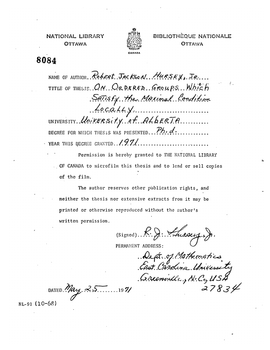 NATIONAL LIBRARY
OTTAWA
BIBLIOTHÈQUE NATIONALE
OTTAWA
8084
NAME OF AUTHOR Robert Jackson Hursey, Jr.
TITLE OF THESIS On Ordered Groups Which
Satisfy the Maximal Condition
Locally
UNIVERSITY University of ALBERTA
DEGREE FOR WHICH THESIS WAS PRESENTED Ph.d.
YEAR THIS DEGREE GRANTED 1971
Permission is hereby granted to THE NATIONAL LIBRARY
OF CANADA to microfilm this thesis and to lend or sell copies
of the film.
The author reserves other publication rights, and
neither the thesis nor extensive extracts from it may be
printed or otherwise reproduced without the author's
written permission.
(Signed) R. J. Hursey, Jr.
PERMANENT ADDRESS:
Dept. of Mathematics
East Carolina University
Greenville, N.C., USA
27834
DATED May 25 1971
NL-91 (10-68)